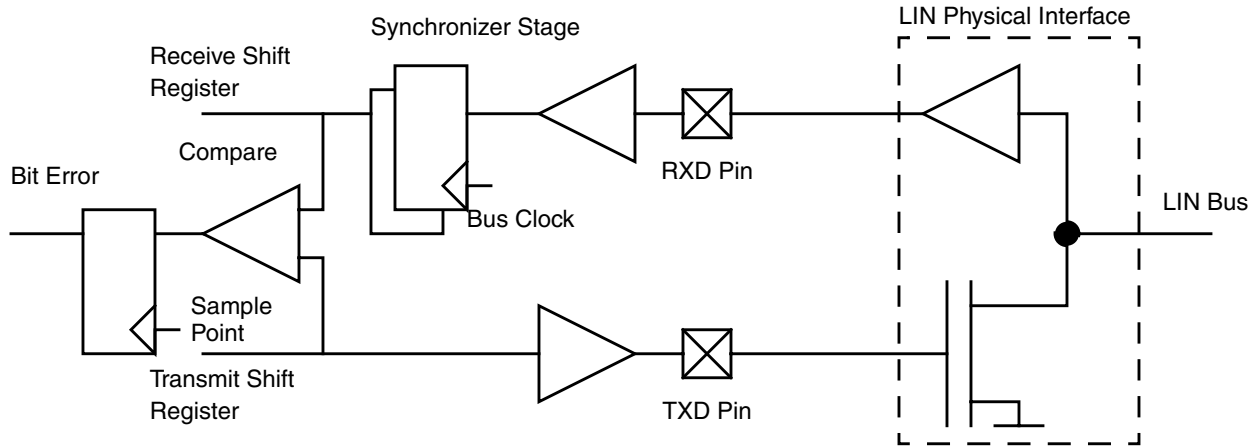 LIN Physical Interface
Synchronizer Stage
Receive Shift
Register
Compare
RXD Pin
Bit Error
LIN Bus
Bus Clock
Sample
Point
Transmit Shift
Register
TXD Pin